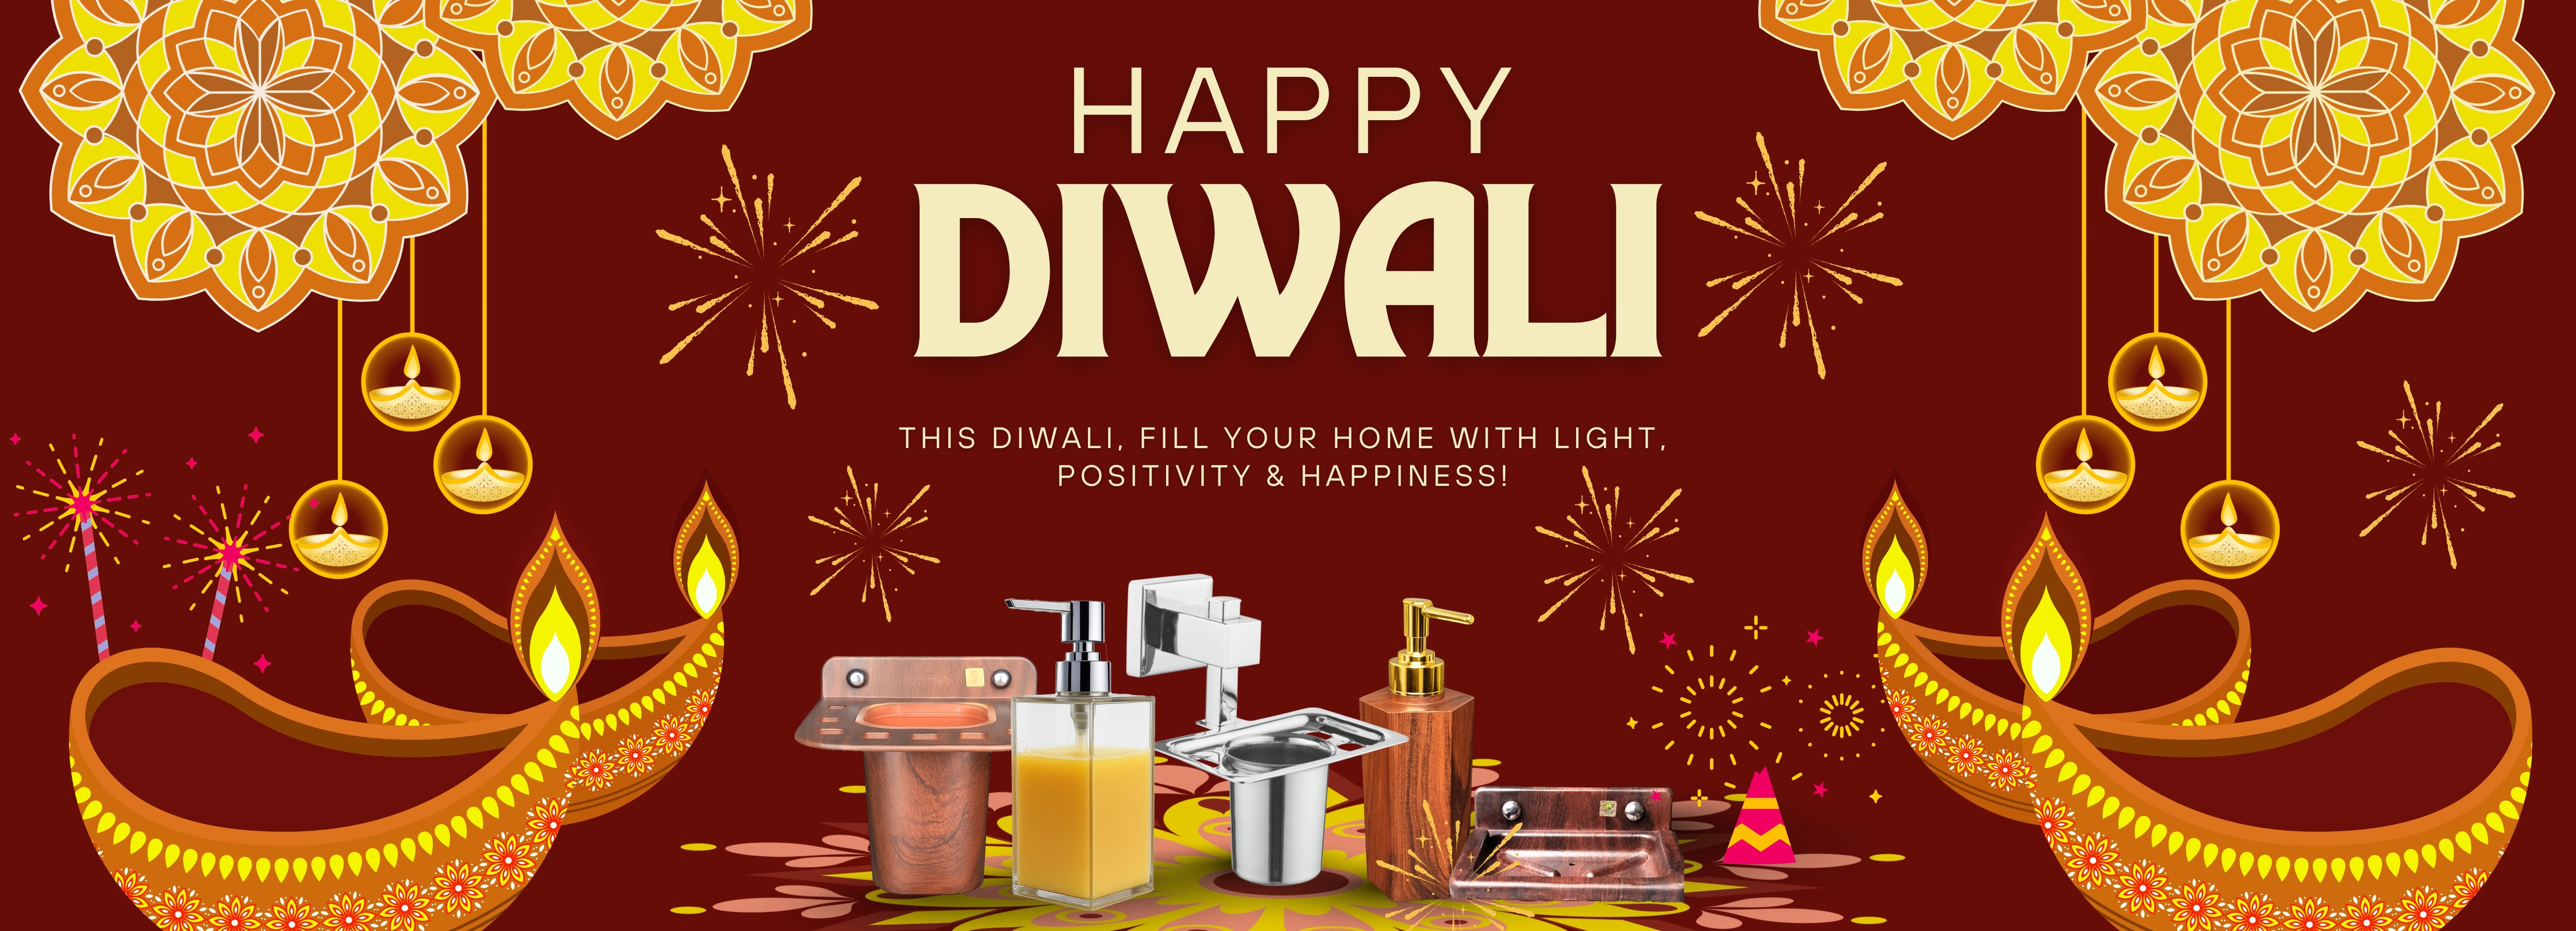 HAPPY
DIWALI
THIS DIWALI, FILL YOUR HOME WITH LIGHT,
POSITIVITY & HAPPINESS!